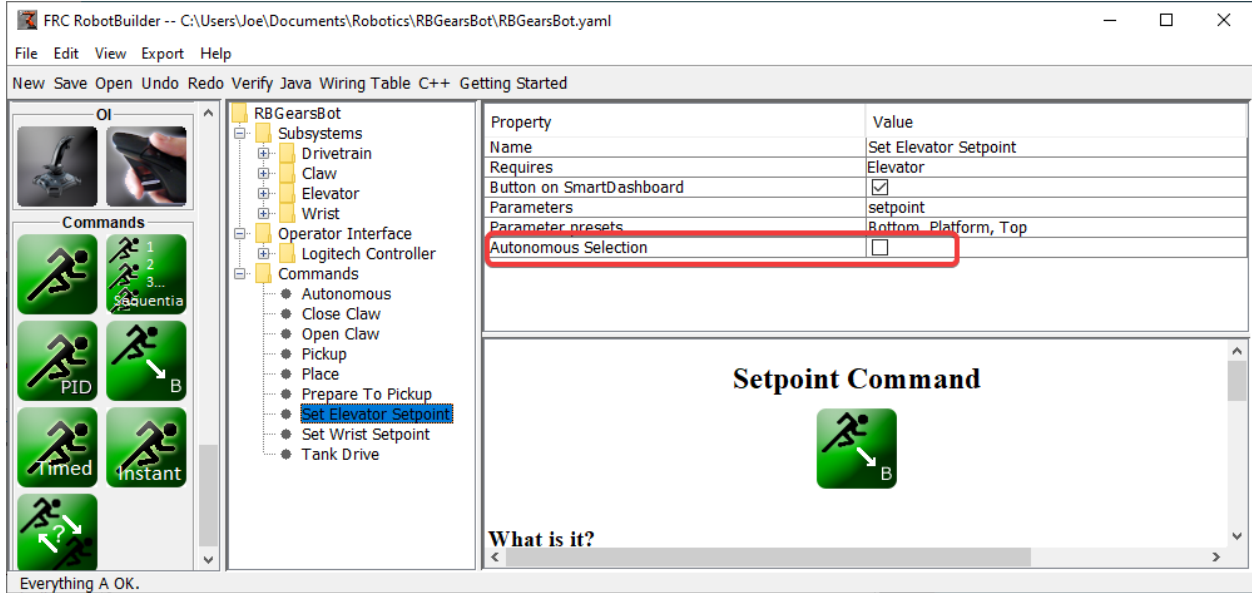 FRC RobotBuilder -- C:\Users\Joe\Documents\Robotics\RBGearsBot\RBGearsBot.yaml
File Edit View Export Help
New Save Open Undo Redo Verify Java Wiring Table C++ Getting Started
OI
Commands
1
2
3...
Sequentia
PID
B
Timed
Instant
?
RBGearsBot
Subsystems
Drivetrain
Claw
Elevator
Wrist
Operator Interface
Logitech Controller
Commands
Autonomous
Close Claw
Open Claw
Pickup
Place
Prepare To Pickup
Set Elevator Setpoint
Set Wrist Setpoint
Tank Drive
Property Value
Name Set Elevator Setpoint
Requires Elevator
Button on SmartDashboard
Parameters setpoint
Parameter presets Bottom, Platform, Top
Autonomous Selection
Setpoint Command
B
What is it?
Everything A OK.